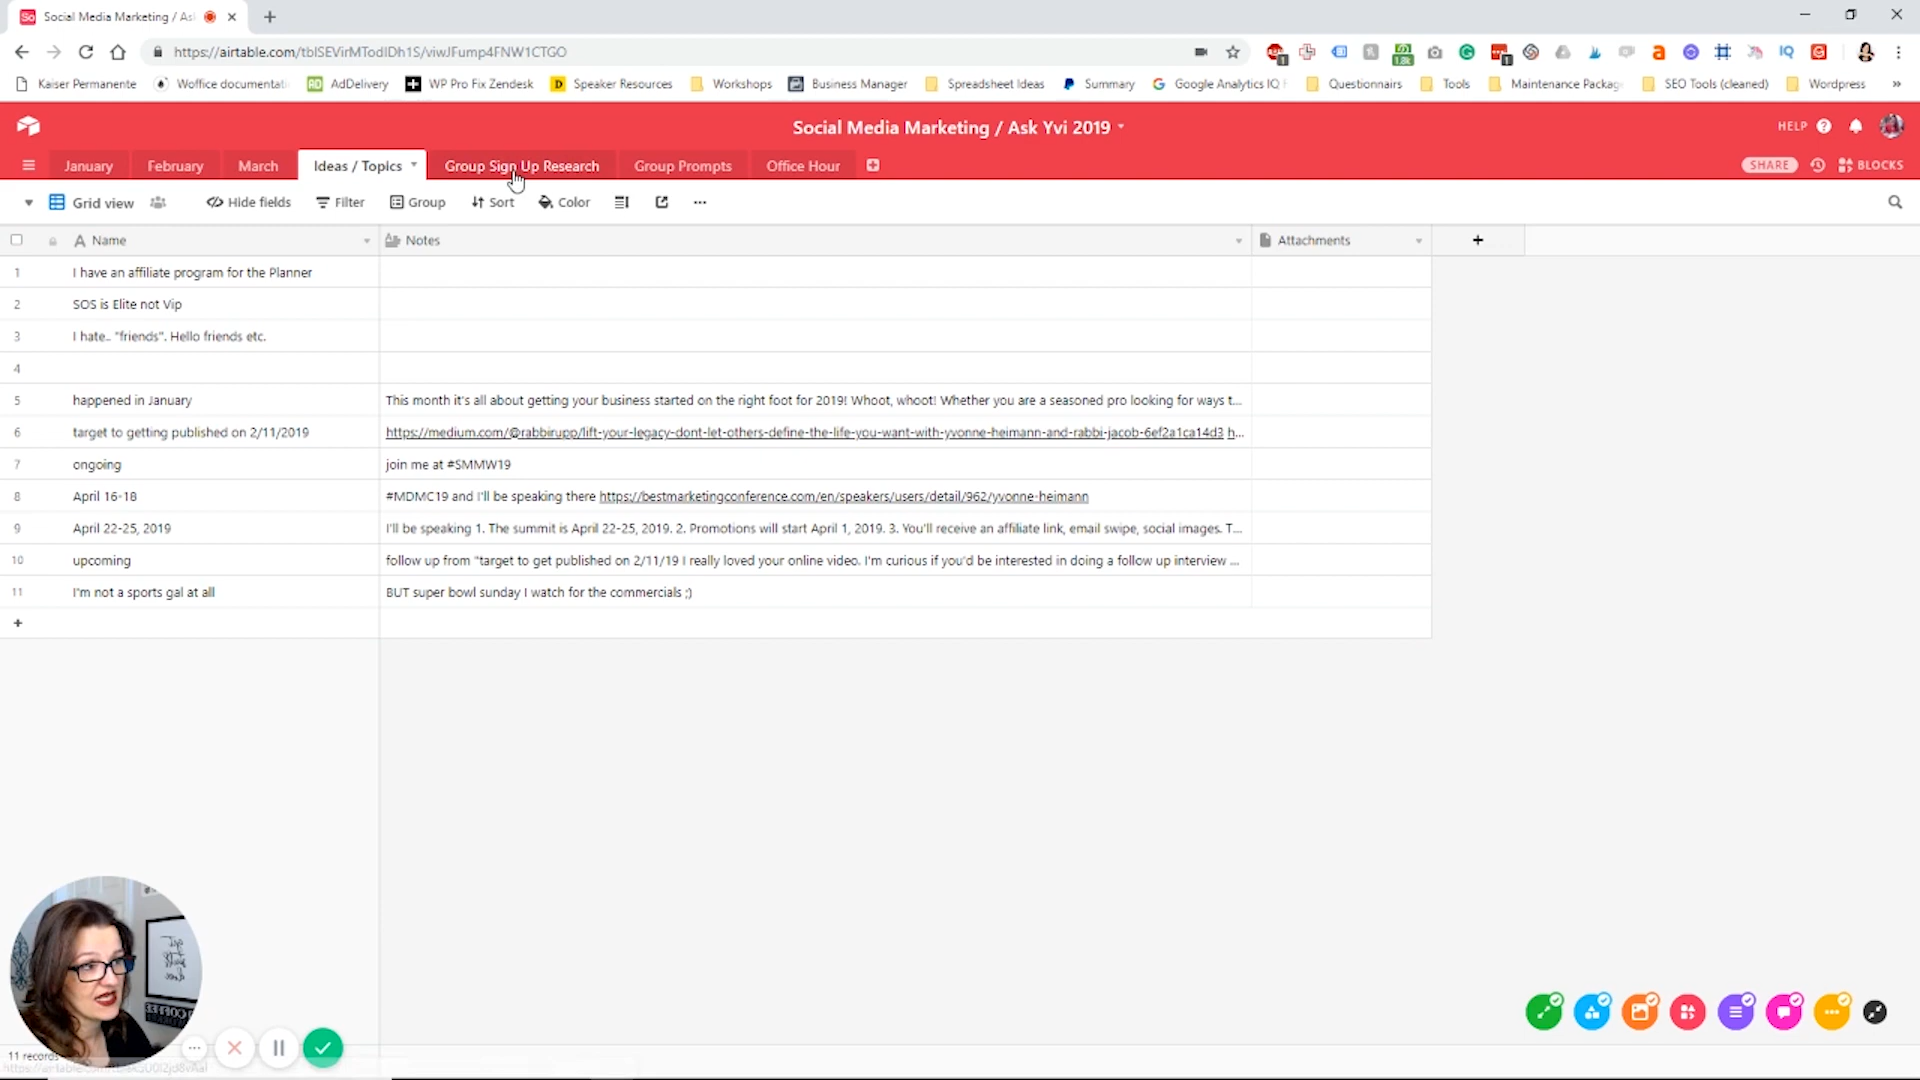 Social Media Marketing / As
https://airtable.com/tblSEVirMTodIDh1S/viwJFump4FNW1CTGO
Kaiser Permanente Woffice documentati AdDelivery WP Pro Fix Zendesk Speaker Resources Workshops Business Manager Spreadsheet Ideas Summary Google Analytics IQ Questionnairs Tools Maintenance Packag SEO Tools (cleaned) Wordpress »
Social Media Marketing / Ask Yvi 2019
HELP
January February March Ideas / Topics Group Sign Up Research Group Prompts Office Hour
SHARE BLOCKS
Grid view Hide fields Filter Group Sort Color
Name Notes Attachments +
1 I have an affiliate program for the Planner
2 SOS is Elite not Vip
3 I hate.. "friends". Hello friends etc.
4
5 happened in January This month it's all about getting your business started on the right foot for 2019! Whoot, whoot! Whether you are a seasoned pro looking for ways t...
6 target to getting published on 2/11/2019 https://medium.com/@rabbirupp/lift-your-legacy-dont-let-others-define-the-life-you-want-with-yvonne-heimann-and-rabbi-jacob-6ef2a1ca14d3 h...
7 ongoing join me at #SMMW19
8 April 16-18 #MDMC19 and I'll be speaking there https://bestmarketingconference.com/en/speakers/users/detail/962/yvonne-heimann
9 April 22-25, 2019 I'll be speaking 1. The summit is April 22-25, 2019. 2. Promotions will start April 1, 2019. 3. You'll receive an affiliate link, email swipe, social images. T...
10 upcoming follow up from "target to get published on 2/11/19 I really loved your online video. I'm curious if you'd be interested in doing a follow up interview ...
11 I'm not a sports gal at all BUT super bowl sunday I watch for the commercials ;)
+
11 records